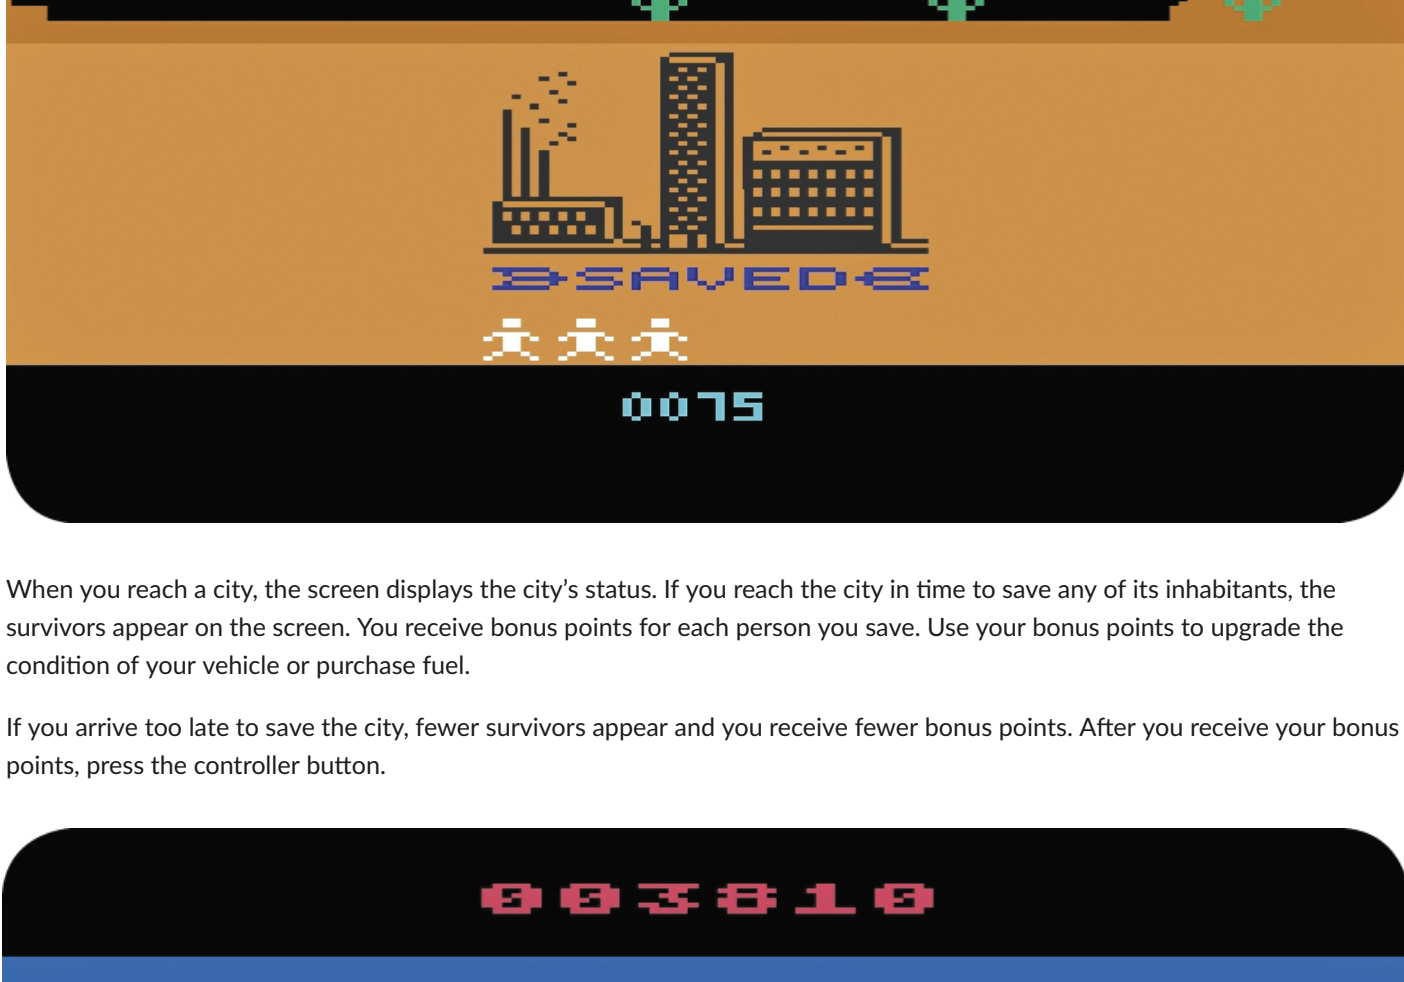 SAVED
0075
When you reach a city, the screen displays the city’s status. If you reach the city in time to save any of its inhabitants, the
survivors appear on the screen. You receive bonus points for each person you save. Use your bonus points to upgrade the
condition of your vehicle or purchase fuel.
If you arrive too late to save the city, fewer survivors appear and you receive fewer bonus points. After you receive your bonus
points, press the controller button.
003810